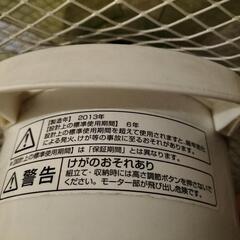 【製造年】2013年
【設計上の標準使用期間】6年
設計上の標準使用期間を超えて使用されますと、経年劣化
による発火、けが等の事故に至るおそれがあります。
【設計上の標準使用期間】は「保証期間」とは異なります。
警告
けがのおそれあり
組立て・収納時には高さ調節ボタンを押さないで
ください。モーター部が飛び出し危険です。